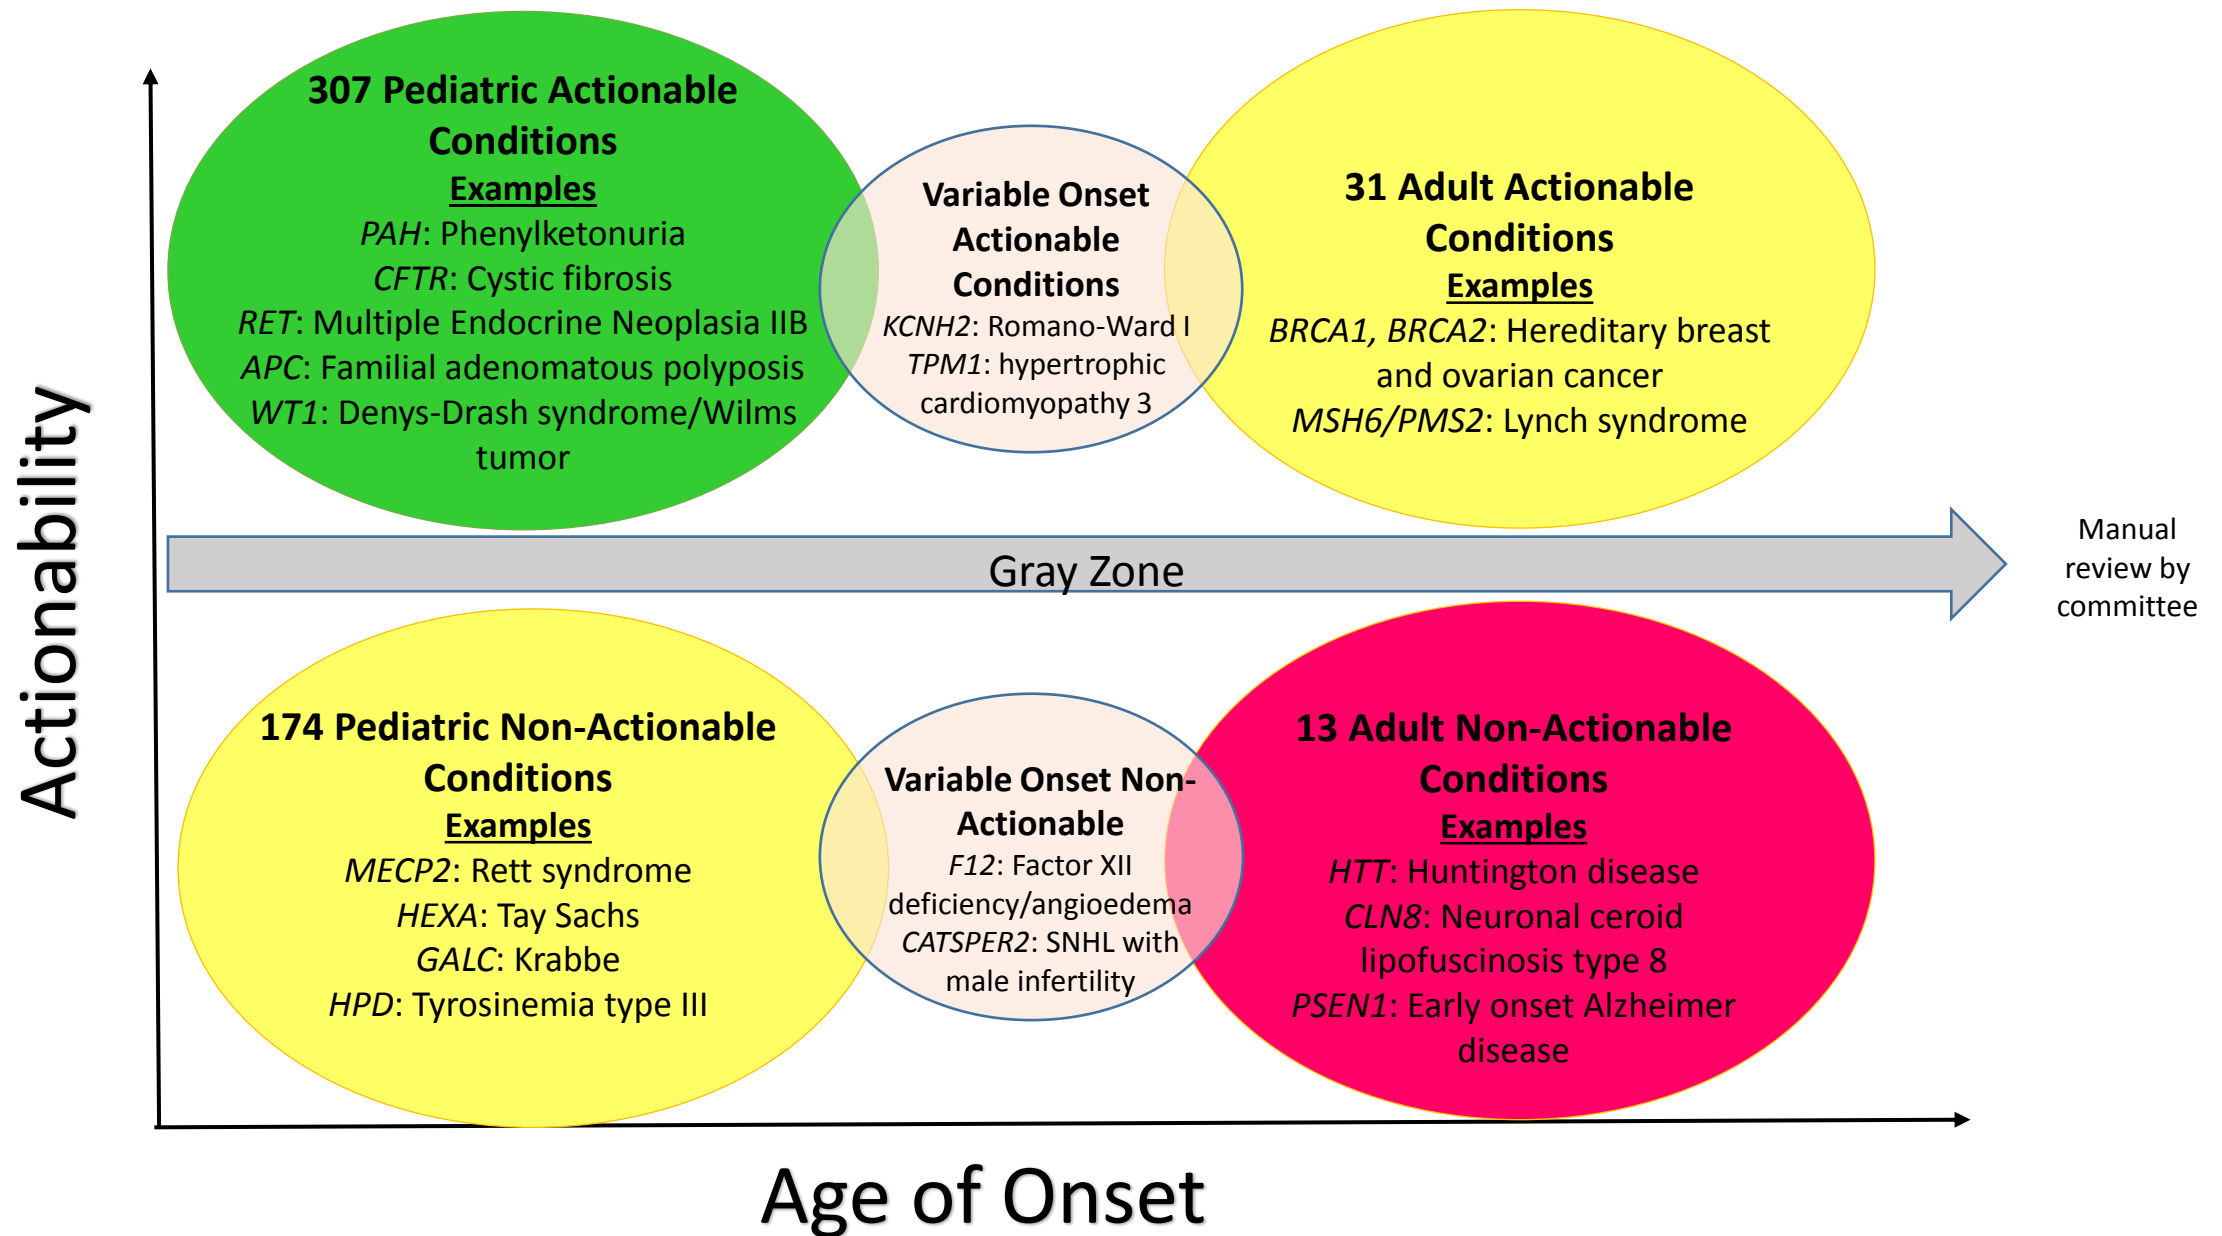 Actionability
307 Pediatric Actionable
Conditions
Examples
PAH: Phenylketonuria
CFTR: Cystic fibrosis
RET: Multiple Endocrine Neoplasia IIB
APC: Familial adenomatous polyposis
WT1: Denys-Drash syndrome/Wilms
tumor
Variable Onset
Actionable
Conditions
KCNH2: Romano-Ward I
TPM1: hypertrophic
cardiomyopathy 3
31 Adult Actionable
Conditions
Examples
BRCA1, BRCA2: Hereditary breast
and ovarian cancer
MSH6/PMS2: Lynch syndrome
Gray Zone
Manual
review by
committee
174 Pediatric Non-Actionable
Conditions
Examples
MECP2: Rett syndrome
HEXA: Tay Sachs
GALC: Krabbe
HPD: Tyrosinemia type III
Variable Onset Non-
Actionable
F12: Factor XII
deficiency/angioedema
CATSPER2: SNHL with
male infertility
13 Adult Non-Actionable
Conditions
Examples
HTT: Huntington disease
CLN8: Neuronal ceroid
lipofuscinosis type 8
PSEN1: Early onset Alzheimer
disease
Age of Onset